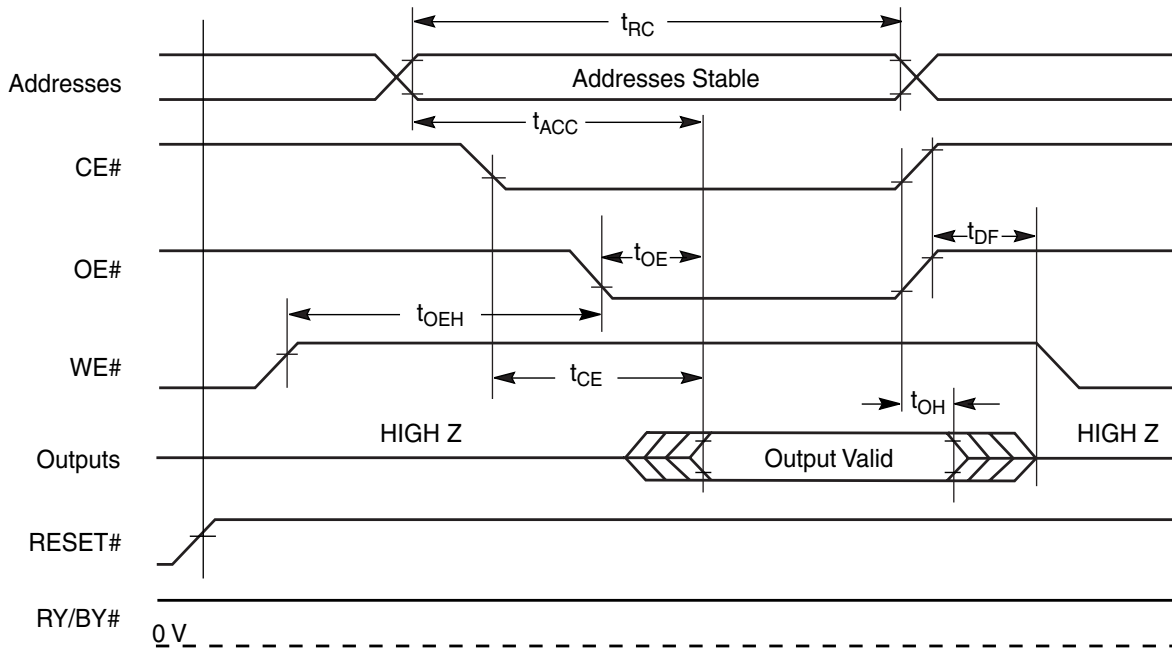 tRC
Addresses
Addresses Stable
tACC
CE#
tDF
OE#
tOE
tOEH
WE#
tCE
tOH
HIGH Z
HIGH Z
Outputs
Output Valid
RESET#
RY/BY#
0 V